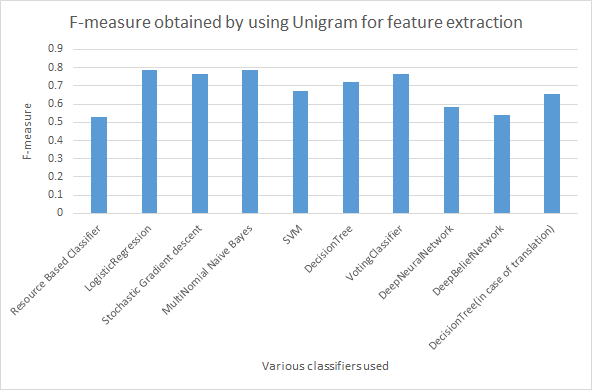 F-measure obtained by using Unigram for feature extraction
0.9
0.8
0.7
0.6
0.5
0.4
0.3
0.2
0.1
0
F-measure
Resource Based Classifier
LogisticRegression
Stochastic Gradient descent
MultiNomial Naive Bayes
SVM
DecisionTree
VotingClassifier
DeepNeuralNetwork
DeepBeliefNetwork
DecisionTree(in case of translation)
Various classifiers used